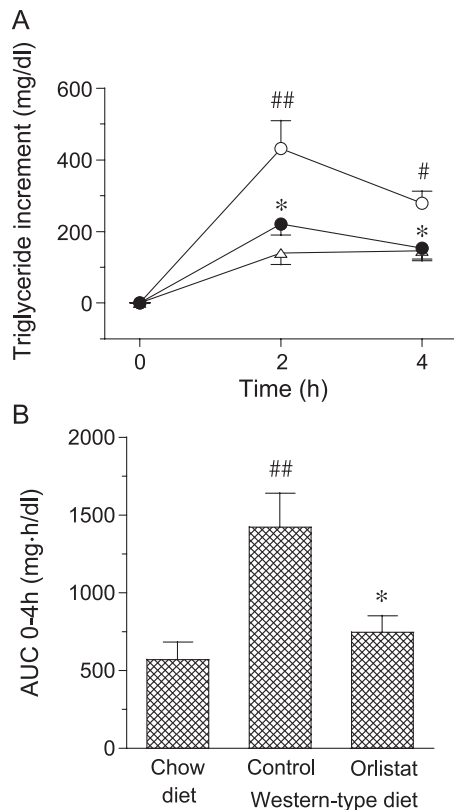 A
Triglyceride increment (mg/dl)
600
400
200
0
##
#
*
*
0 2 4
Time (h)
B
AUC 0–4h (mg·h/dl)
2000
1500
1000
500
0
##
*
Chow Control Orlistat
diet Western-type diet